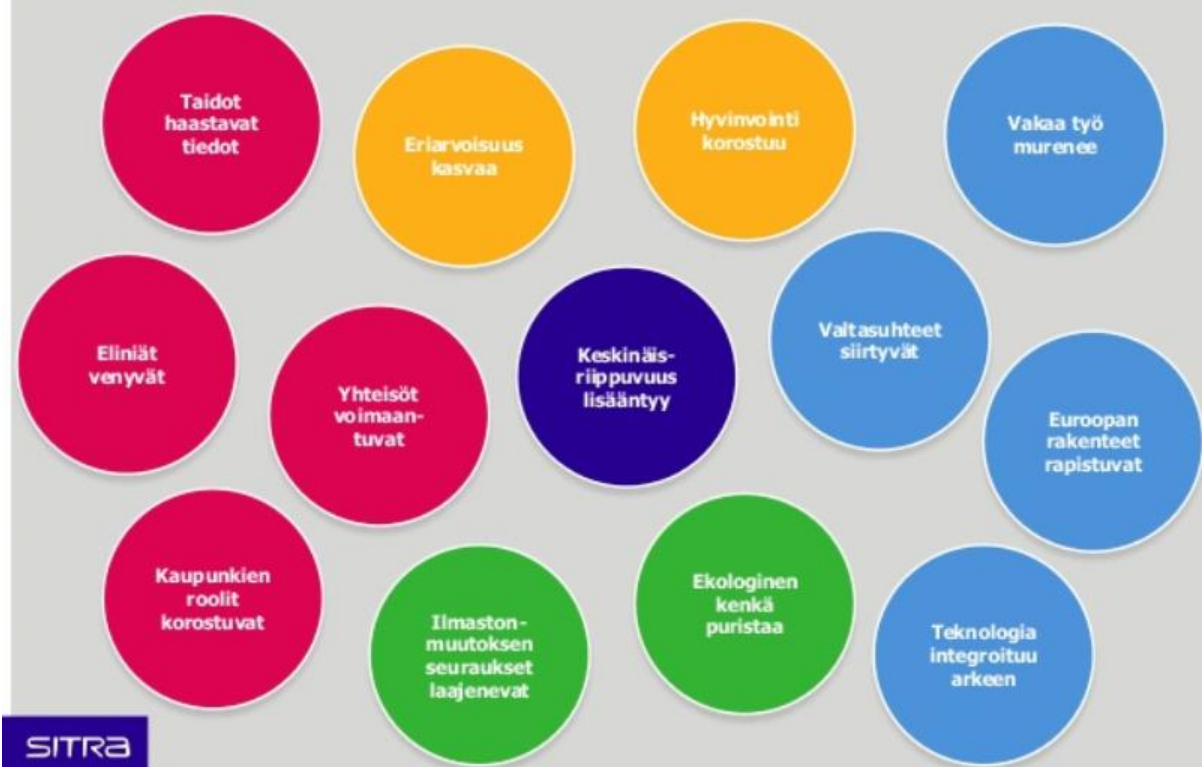 Taidot
haastavat
tiedot
Eriarvoisuus
kasvaa
Hyvinvointi
korostuu
Vakaa työ
murenee
Eliniät
venyvät
Yhteisöt
voimaan-
tuvat
Keskinäis-
riippuvuus
lisääntyy
Valtasuhteet
siirtyvät
Euroopan
rakenteet
rapistuvat
Kaupunkien
roolit
korostuvat
Ilmaston-
muutoksen
seuraukset
laajenevat
Ekologinen
kenkä
puristaa
Teknologia
integroituu
arkeen
SITRA